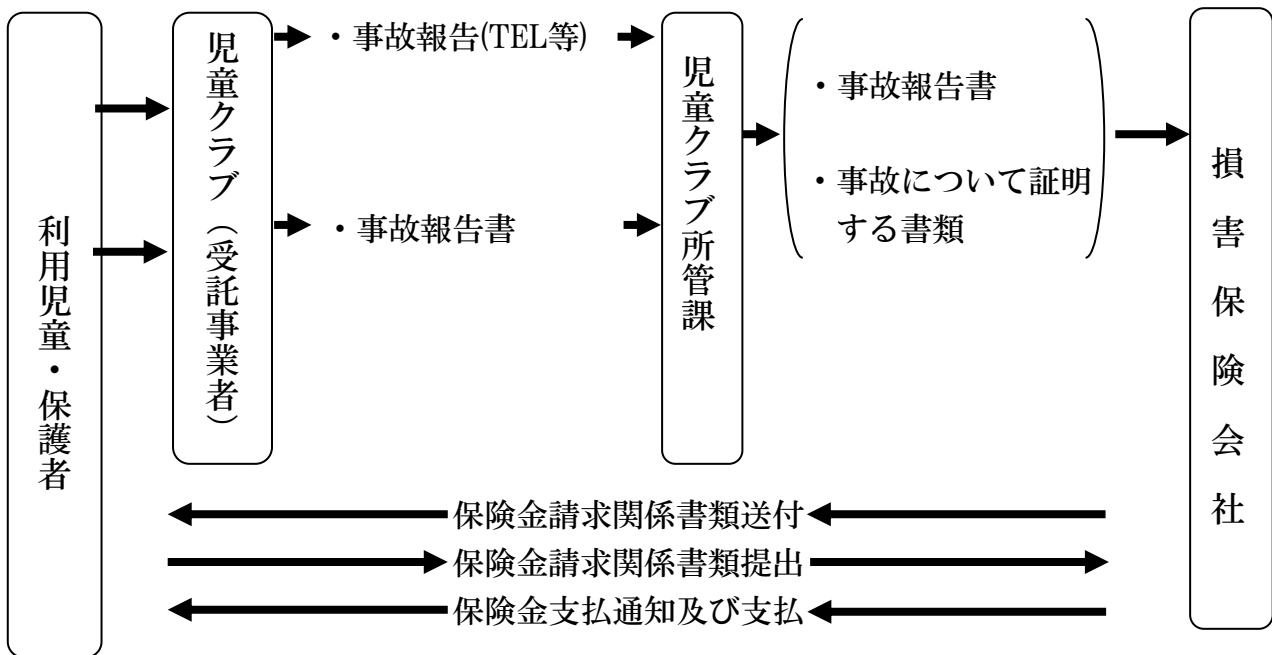 利用児童・保護者
児童クラブ（受託事業者）
・事故報告(TEL等)
・事故報告書
児童クラブ所管課
・事故報告書
・事故について証明
する書類
損害保険会社
保険金請求関係書類送付
保険金請求関係書類提出
保険金支払通知及び支払